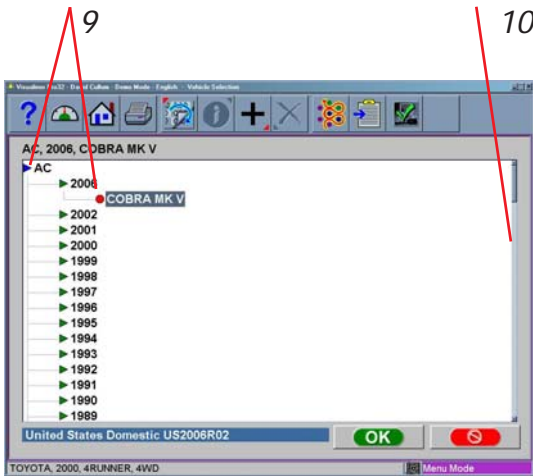 9
10
Visualiner Pro32 - David Cullum - Demo Mode - English - Vehicle Selection
?
AC, 2006, COBRA MK V
AC
2006
COBRA MK V
2002
2001
2000
1999
1998
1997
1996
1995
1994
1993
1992
1991
1990
1989
United States Domestic US2006R02
OK
TOYOTA, 2000, 4RUNNER, 4WD
Menu Mode